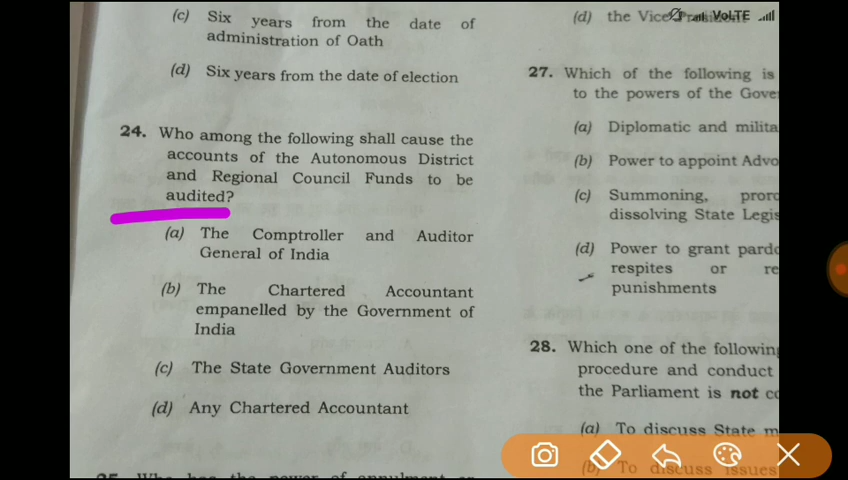 (c) Six years from the date of
administration of Oath
(d) Six years from the date of election
24. Who among the following shall cause the
accounts of the Autonomous District
and Regional Council Funds to be
audited?
(a) The Comptroller and Auditor
General of India
(b) The Chartered Accountant
empanelled by the Government of
India
(c) The State Government Auditors
(d) Any Chartered Accountant
(d) the Vice President
VoLTE
27. Which of the following is
to the powers of the Gove
(a) Diplomatic and milita
(b) Power to appoint Advo
(c) Summoning, proro
dissolving State Legis
(d) Power to grant pardo
respites or re
punishments
28. Which one of the following
procedure and conduct
the Parliament is not co
(a) To discuss State m
(b) To discuss issues